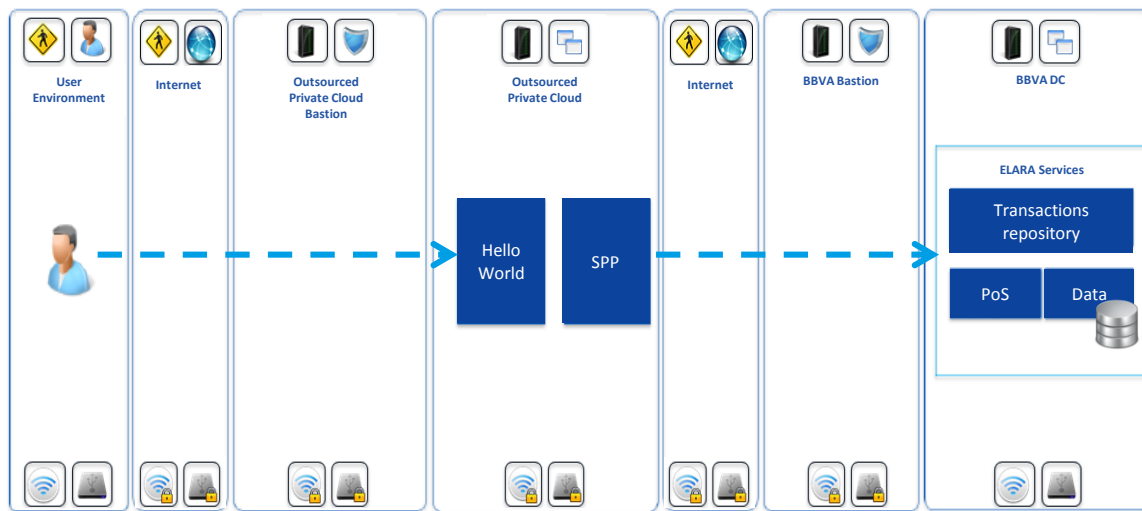 User
Environment
Internet
Outsourced
Private Cloud
Bastion
Outsourced
Private Cloud
Internet
BBVA Bastion
BBVA DC
ELARA Services
Transactions
repository
Hello
World
SPP
PoS
Data